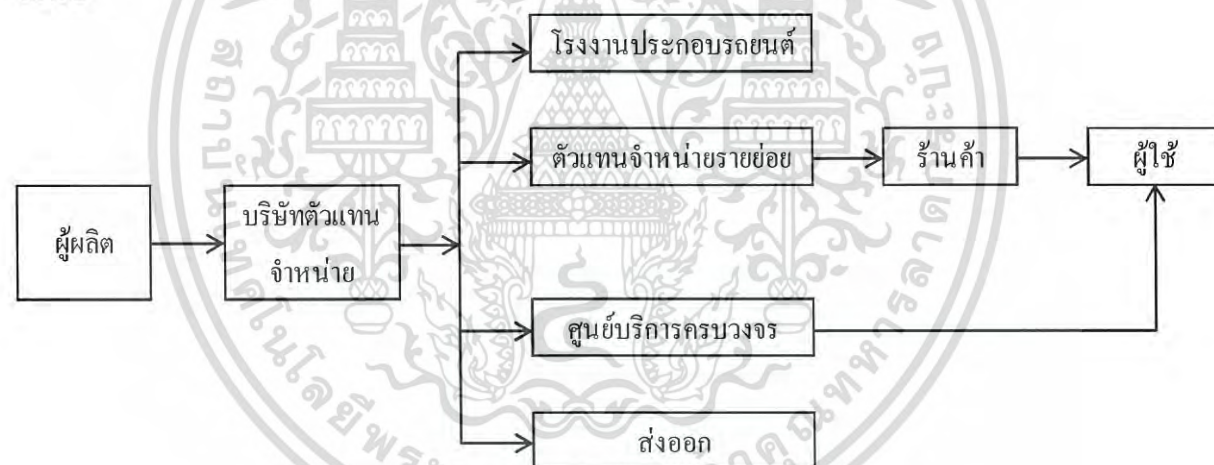 โรงงานประกอบรถยนต์
ตัวแทนจำหน่ายรายย่อย
ร้านค้า
ผู้ใช้
ผู้ผลิต
บริษัทตัวแทน
จำหน่าย
ศูนย์บริการครบวงจร
ส่งออก